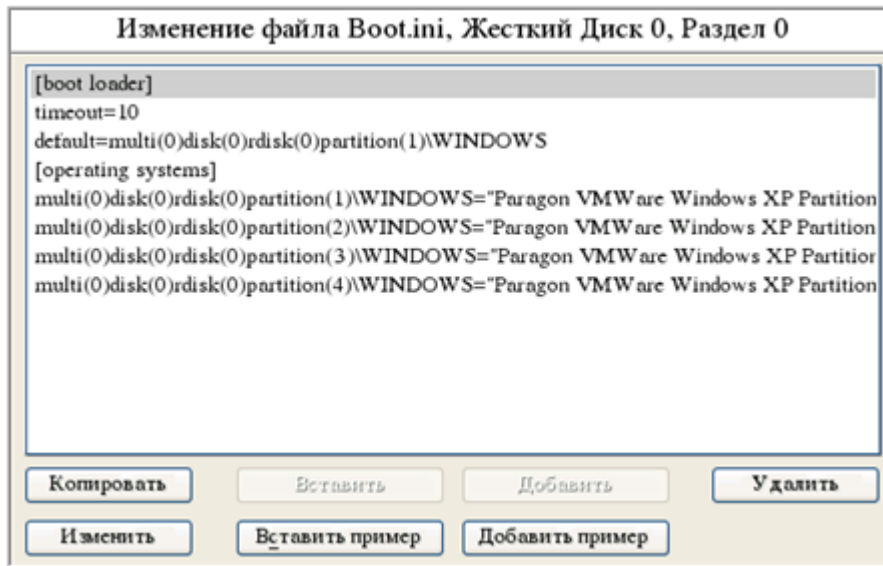 Изменение файла Boot.ini, Жесткий Диск 0, Раздел 0
[boot loader]
timeout=10
default=multi(0)disk(0)rdisk(0)partition(1)\WINDOWS
[operating systems]
multi(0)disk(0)rdisk(0)partition(1)\WINDOWS="Paragon VMWare Windows XP Partition
multi(0)disk(0)rdisk(0)partition(2)\WINDOWS="Paragon VMWare Windows XP Partition
multi(0)disk(0)rdisk(0)partition(3)\WINDOWS="Paragon VMWare Windows XP Partition
multi(0)disk(0)rdisk(0)partition(4)\WINDOWS="Paragon VMWare Windows XP Partition
Копировать Вставить Добавить Удалить
Изменить Вставить пример Добавить пример